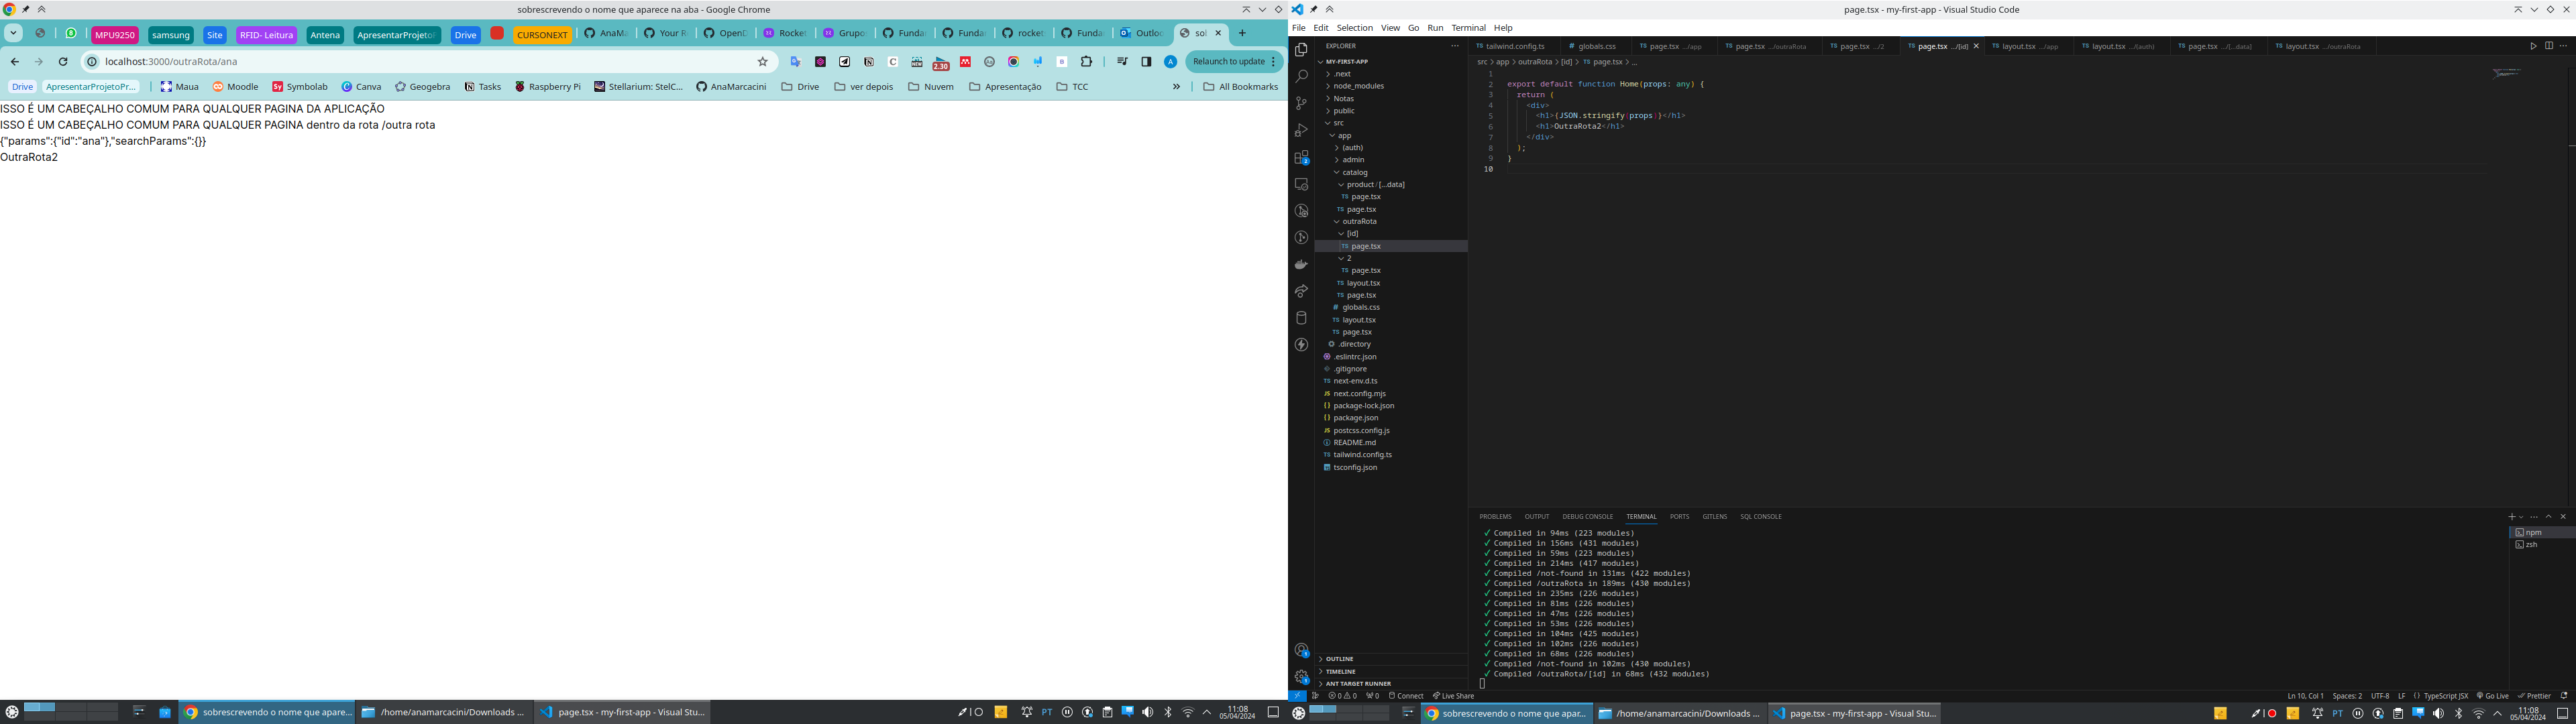 sobrescrevendo o nome que aparece na aba - Google Chrome
MPU9250 samsung Site RFID- Leitura Antena ApresentarProjetoP Drive CURSONEXT AnaMa Your R OpenD Rocket Grupo Funda Funda rockets Funda Outloo sol
localhost:3000/outraRota/ana
2.30
A
Relaunch to update
Drive ApresentarProjetoPr... Maua Moodle Symbolab Canva Geogebra Tasks Raspberry Pi Stellarium: StelC... AnaMarcacini Drive ver depois Nuvem Apresentação TCC All Bookmarks
ISSO É UM CABEÇALHO COMUM PARA QUALQUER PAGINA DA APLICAÇÃO
ISSO É UM CABEÇALHO COMUM PARA QUALQUER PAGINA dentro da rota /outra rota
{"params":{"id":"ana"},"searchParams":{}}
OutraRota2
sobrescrevendo o nome que apare... /home/anamarcacini/Downloads ... page.tsx - my-first-app - Visual Stu...
PT
11:08
05/04/2024
page.tsx - my-first-app - Visual Studio Code
File Edit Selection View Go Run Terminal Help
EXPLORER
MY-FIRST-APP
.next
node_modules
Notas
public
src
app
(auth)
admin
catalog
product / [...data]
page.tsx
page.tsx
outraRota
[id]
page.tsx
2
page.tsx
layout.tsx
page.tsx
globals.css
layout.tsx
page.tsx
.directory
.eslintrc.json
.gitignore
next-env.d.ts
next.config.mjs
package-lock.json
package.json
postcss.config.js
README.md
tailwind.config.ts
tsconfig.json
OUTLINE
TIMELINE
ANT TARGET RUNNER
tailwind.config.ts globals.css page.tsx .../app page.tsx .../outraRota page.tsx .../2 page.tsx .../[id] layout.tsx .../app layout.tsx .../(auth) page.tsx .../[...data] layout.tsx .../outraRota
src > app > outraRota > [id] > page.tsx > ...
1
2 export default function Home(props: any) {
3 return (
4 <div>
5 <h1>{JSON.stringify(props)}</h1>
6 <h1>OutraRota2</h1>
7 </div>
8 );
9 }
10
PROBLEMS OUTPUT DEBUG CONSOLE TERMINAL PORTS GITLENS SQL CONSOLE
✓ Compiled in 94ms (223 modules)
✓ Compiled in 156ms (431 modules)
✓ Compiled in 59ms (223 modules)
✓ Compiled in 214ms (417 modules)
✓ Compiled /not-found in 131ms (422 modules)
✓ Compiled /outraRota in 189ms (430 modules)
✓ Compiled in 235ms (226 modules)
✓ Compiled in 81ms (226 modules)
✓ Compiled in 47ms (226 modules)
✓ Compiled in 53ms (226 modules)
✓ Compiled in 104ms (425 modules)
✓ Compiled in 102ms (226 modules)
✓ Compiled in 68ms (226 modules)
✓ Compiled /not-found in 102ms (430 modules)
✓ Compiled /outraRota/[id] in 68ms (432 modules)
npm
zsh
0 0 0 Connect Live Share
Ln 10, Col 1 Spaces: 2 UTF-8 LF TypeScript JSX Go Live Prettier
sobrescrevendo o nome que apar... /home/anamarcacini/Downloads ... page.tsx - my-first-app - Visual Stu...
PT
11:08
05/04/2024